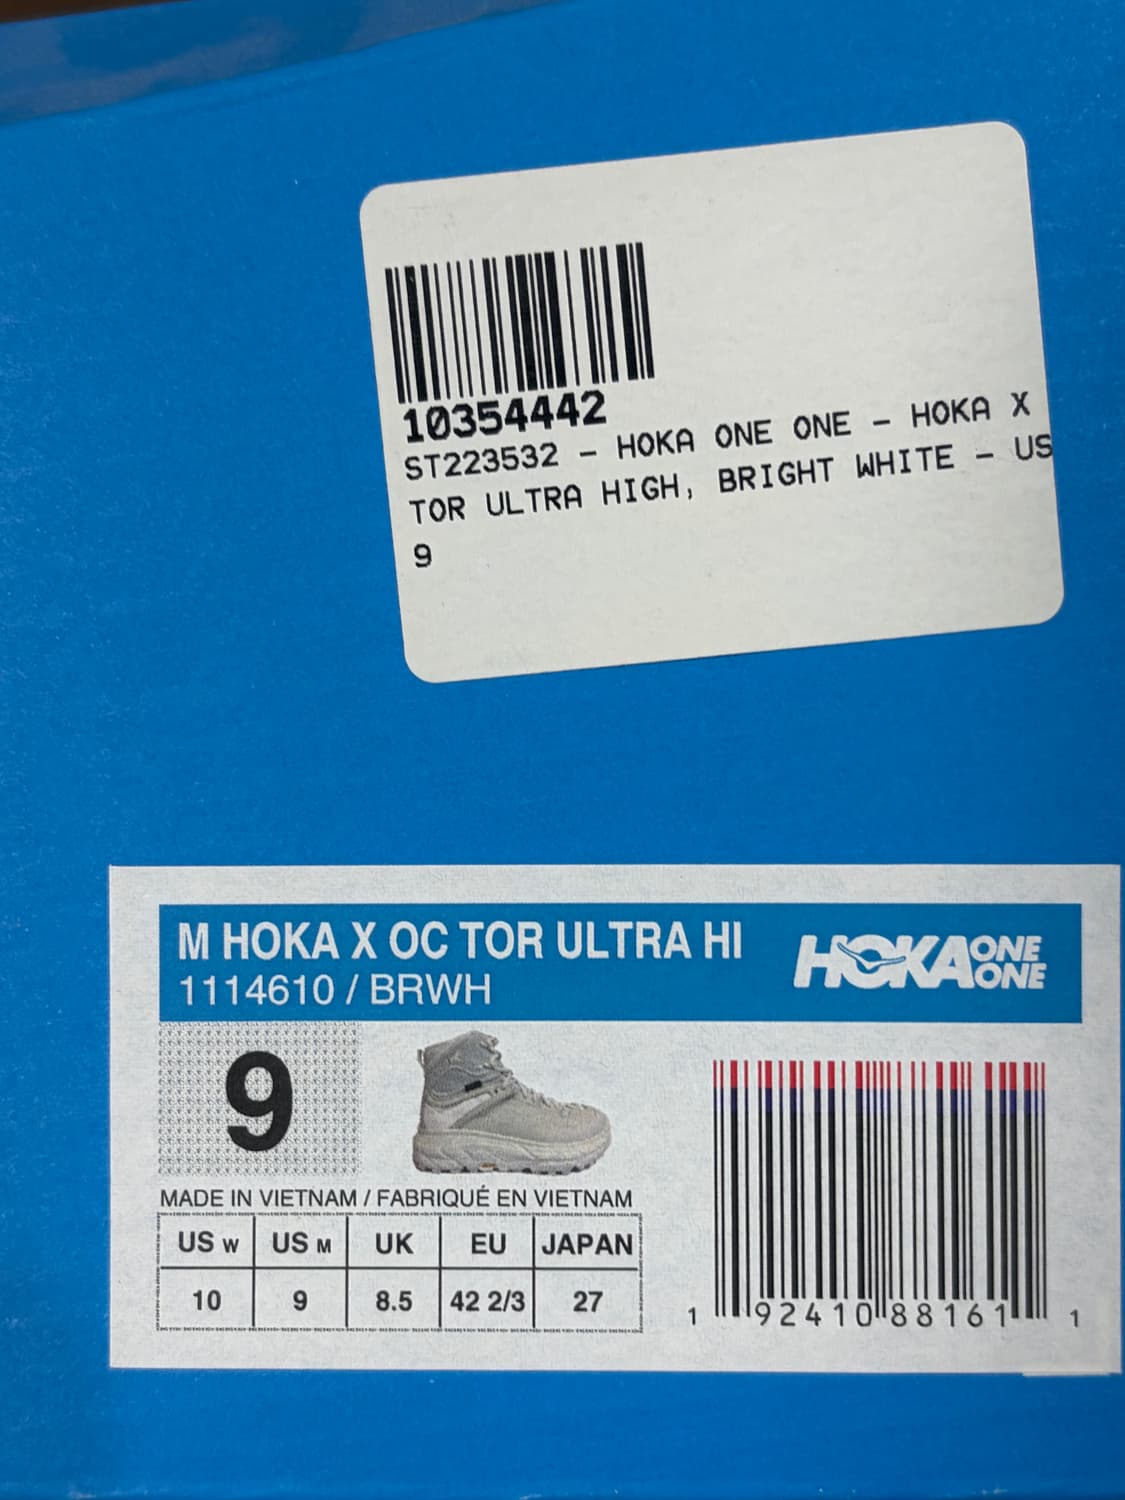 10354442
ST223532 - HOKA ONE ONE - HOKA X
TOR ULTRA HIGH, BRIGHT WHITE - US
9
M HOKA X OC TOR ULTRA HI
1114610 / BRWH
HOKA ONE ONE
9
MADE IN VIETNAM / FABRIQUÉ EN VIETNAM
US W US M UK EU JAPAN
10 9 8.5 42 2/3 27
1 92410 88161 1